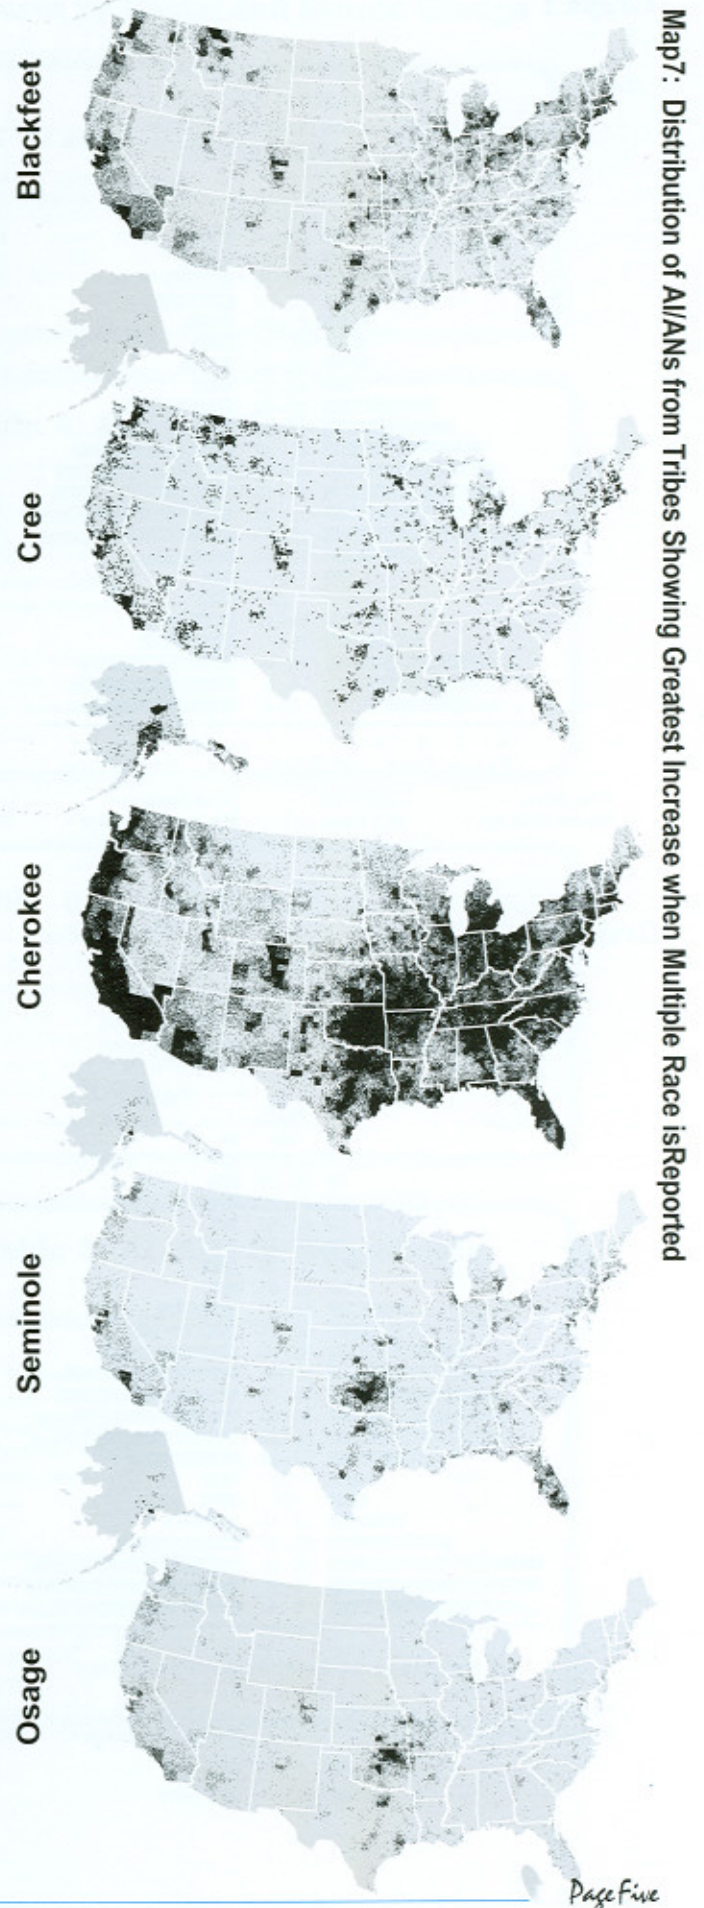 Map7: Distribution of AI/ANs from Tribes Showing Greatest Increase when Multiple Race isReported
Blackfeet
Cree
Cherokee
Seminole
Osage
Page Five